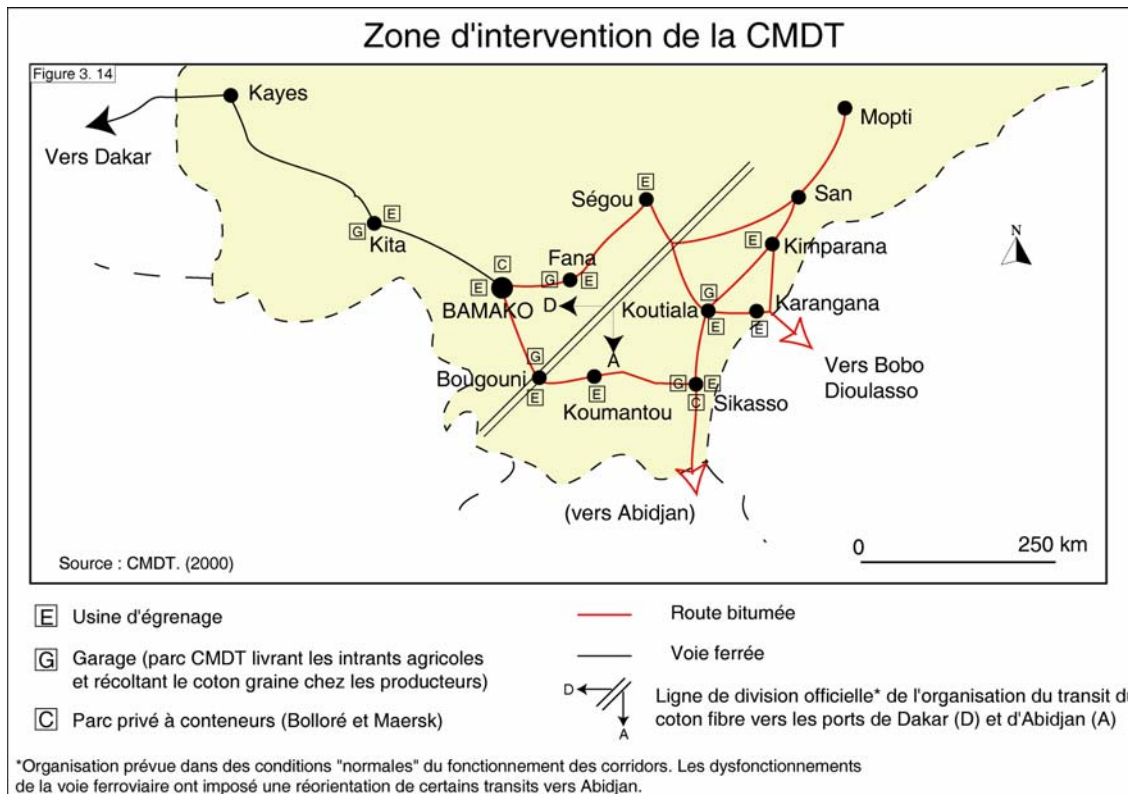 Zone d'intervention de la CMDT
Figure 3. 14
Kayes
Mopti
Vers Dakar
E
Ségou
San
G
E
Kita
E
Kimparana
C
Fana
G
E
E
BAMAKO
D
G
Koutiala
Karangana
E
E
A
Vers Bobo
Dioulasso
G
Bougouni
E
Koumantou
E
G
E
C
Sikasso
(vers Abidjan)
N
0 250 km
Source : CMDT. (2000)
E Usine d'égrenage
G Garage (parc CMDT livrant les intrants agricoles
et récoltant le coton graine chez les producteurs)
C Parc privé à conteneurs (Bolloré et Maersk)
Route bitumée
Voie ferrée
D
A
Ligne de division officielle* de l'organisation du transit du
coton fibre vers les ports de Dakar (D) et d'Abidjan (A)
*Organisation prévue dans des conditions "normales" du fonctionnement des corridors. Les dysfonctionnements
de la voie ferroviaire ont imposé une réorientation de certains transits vers Abidjan.